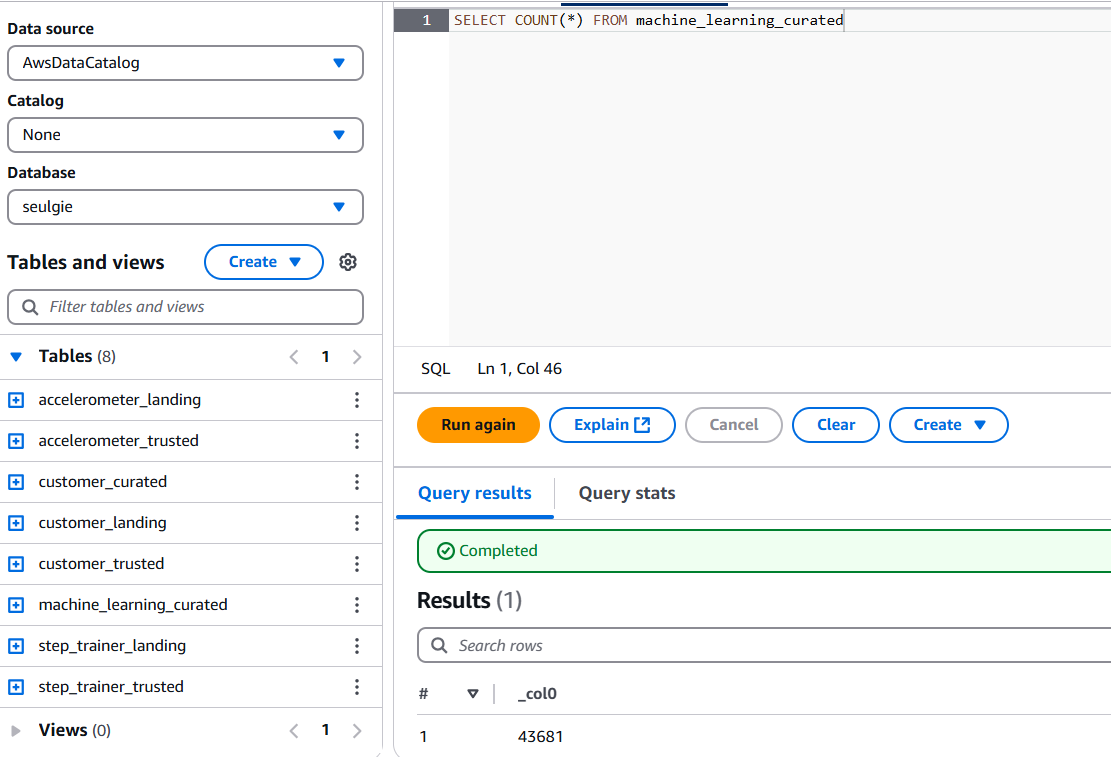 Data source
AwsDataCatalog
Catalog
None
Database
seulgie
Tables and views
Create
Filter tables and views
Tables (8)
1
accelerometer_landing
accelerometer_trusted
customer_curated
customer_landing
customer_trusted
machine_learning_curated
step_trainer_landing
step_trainer_trusted
Views (0)
1
1 SELECT COUNT(*) FROM machine_learning_curated
SQL Ln 1, Col 46
Run again Explain Cancel Clear Create
Query results Query stats
Completed
Results (1)
Search rows
# _col0
1 43681